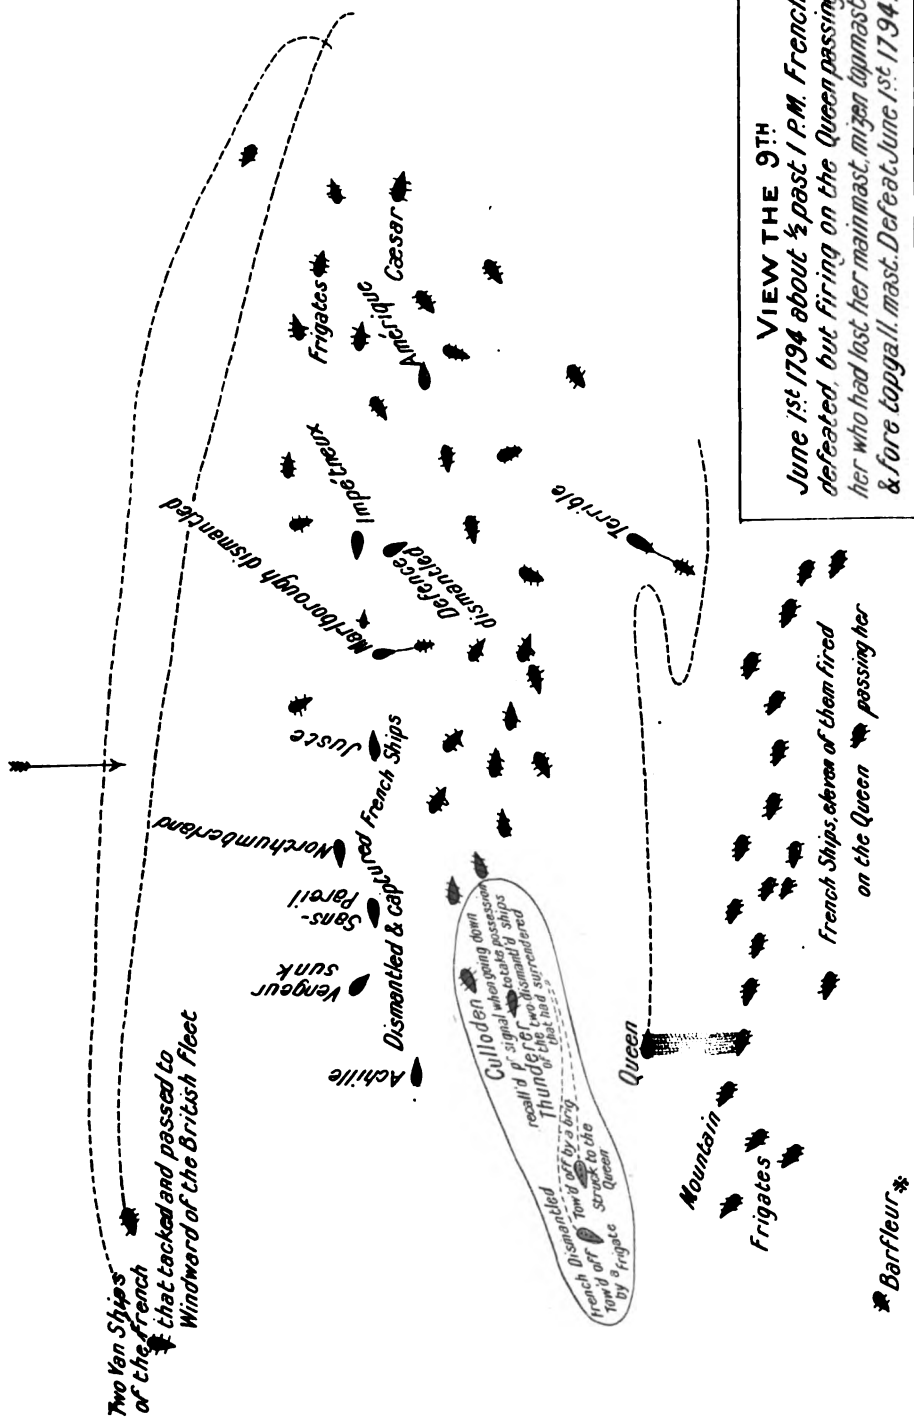 VIEW THE 9TH
June 1st 1794 about ½ past 1 P.M. French
defeated, but firing on the Queen passing
her who had lost her mainmast, mizen topmast
& fore topgall. mast. Defeat June 1st 1794.
Two Van Ships
of the French
that tacked and passed to
Windward of the British Fleet
Achille
Vengeur
sunk
Sans-
Pareil
Northumberland
Juste
Dismantled & captured French Ships
Marlborough dismantled
Defence
dismantled
Impétueux
Frigates
Amérique
Cæsar
Terrible
Culloden
recall'd pr signal when going down
Thunderer to take possession
of the two dismantl'd ships
that had surrendered
French Dismantled
Tow'd off
Tow'd off by a brig
Tow'd off
by a Frigate
Struck to the
Queen
Queen
Mountain
Frigates
French Ships, eleven of them fired
on the Queen passing her
Barfleur *